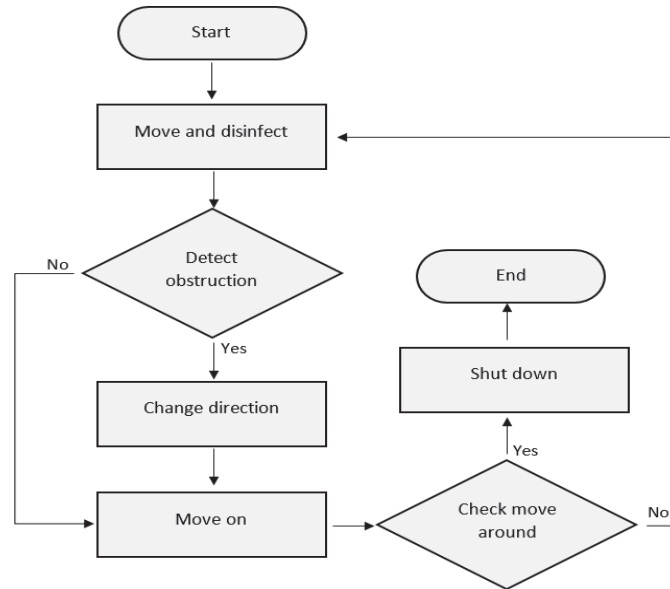 Start
Move and disinfect
No
Detect
obstruction
Yes
Change direction
Move on
End
Shut down
Yes
Check move
around
No